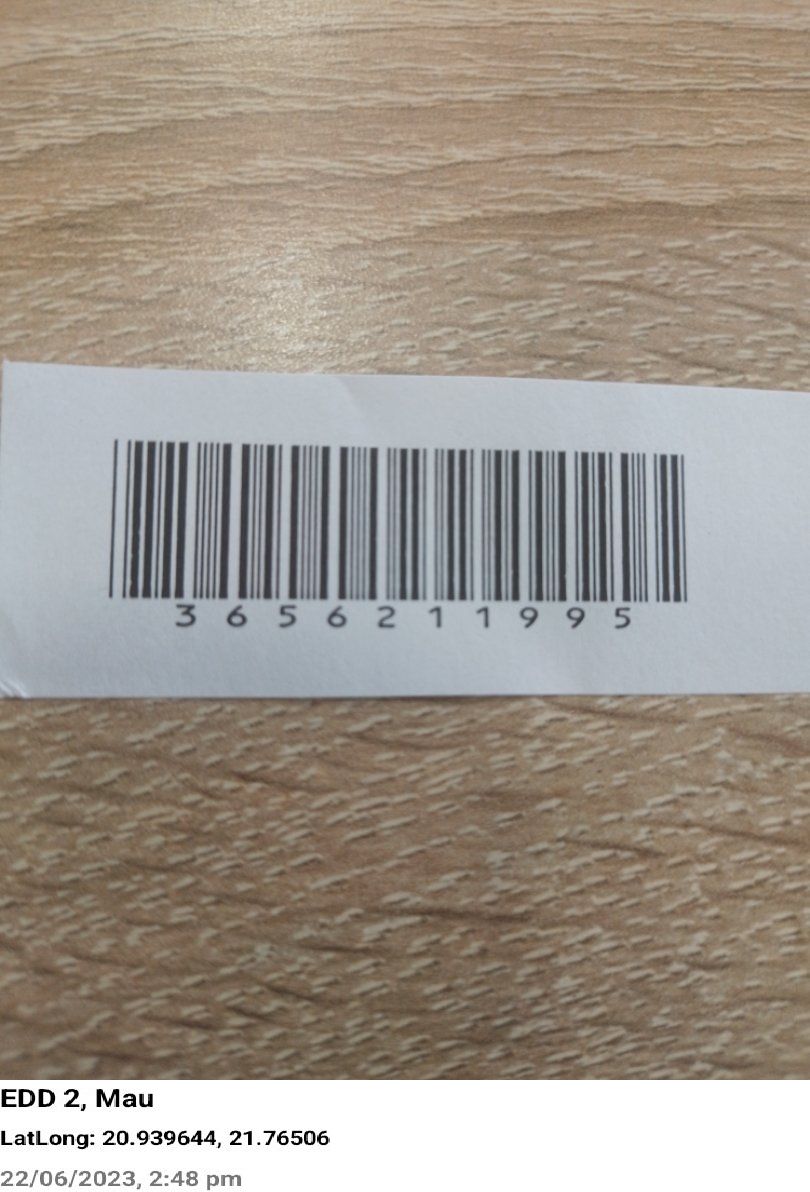 3656211995
EDD 2, Mau
LatLong: 20.939644, 21.76506
22/06/2023, 2:48 pm